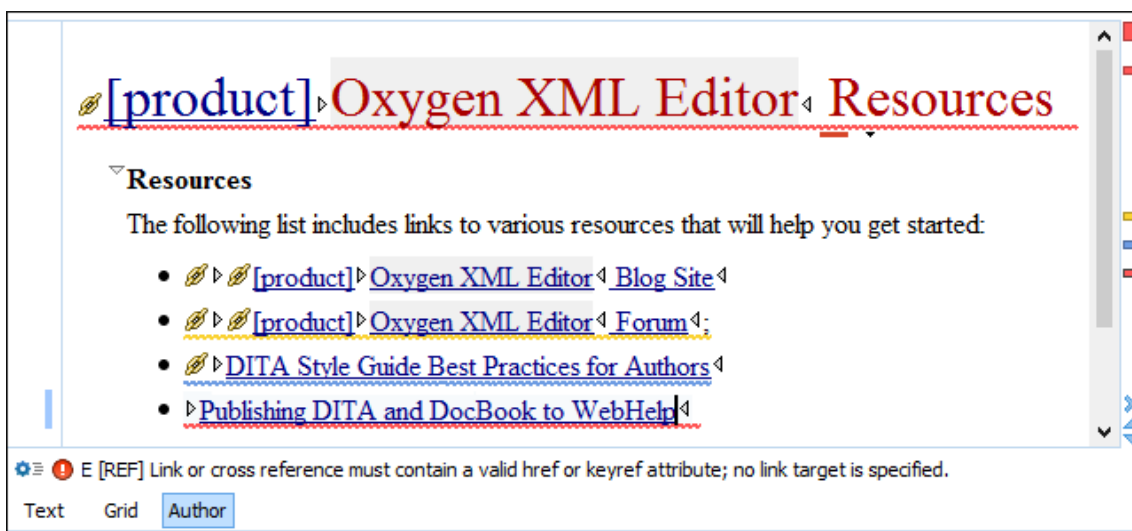 [product] Oxygen XML Editor Resources
Resources
The following list includes links to various resources that will help you get started:
• [product] Oxygen XML Editor Blog Site
• [product] Oxygen XML Editor Forum;
• DITA Style Guide Best Practices for Authors
• Publishing DITA and DocBook to WebHelp
E [REF] Link or cross reference must contain a valid href or keyref attribute; no link target is specified.
Text Grid Author